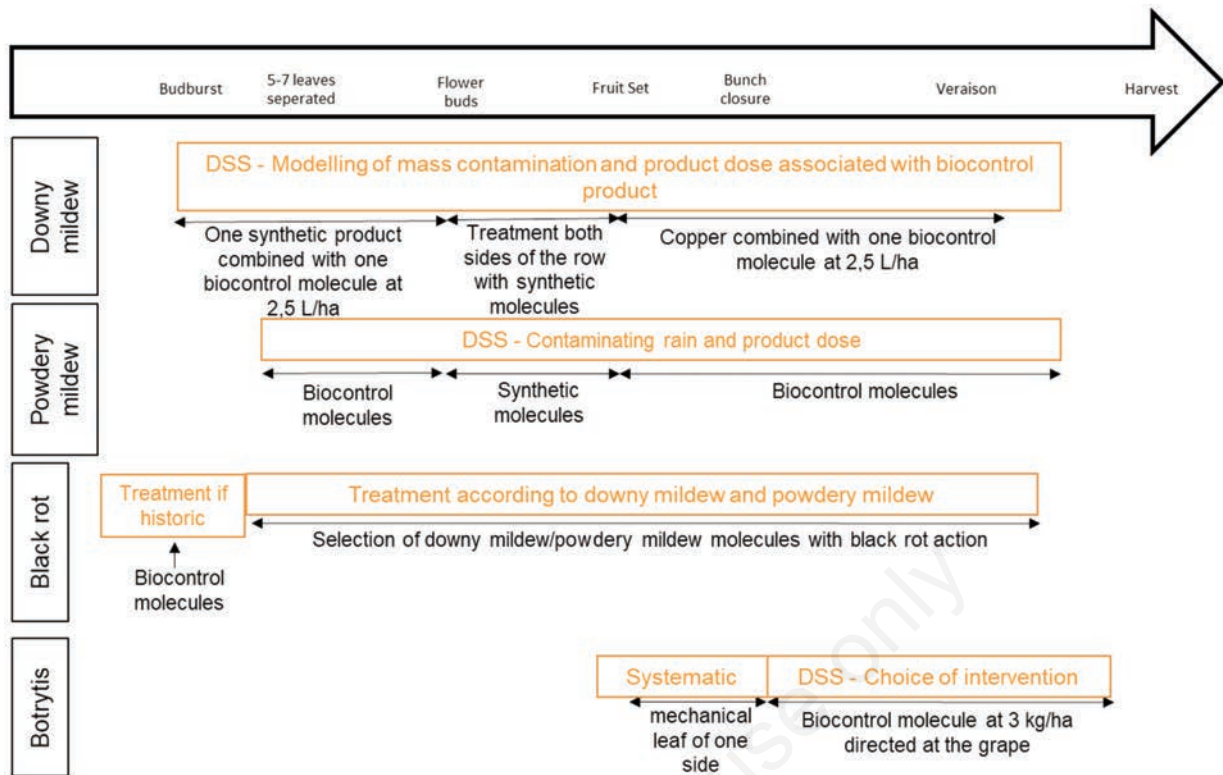 Budburst
5-7 leaves
seperated
Flower
buds
Fruit Set
Bunch
closure
Veraison
Harvest
Downy
mildew
DSS - Modelling of mass contamination and product dose associated with biocontrol
product
One synthetic product
combined with one
biocontrol molecule at
2,5 L/ha
Treatment both
sides of the row
with synthetic
molecules
Copper combined with one biocontrol
molecule at 2,5 L/ha
Powdery
mildew
DSS - Contaminating rain and product dose
Biocontrol
molecules
Synthetic
molecules
Biocontrol molecules
Black rot
Treatment if
historic
Treatment according to downy mildew and powdery mildew
Selection of downy mildew/powdery mildew molecules with black rot action
Biocontrol
molecules
Botrytis
Systematic
DSS - Choice of intervention
mechanical
leaf of one
side
Biocontrol molecule at 3 kg/ha
directed at the grape
use only